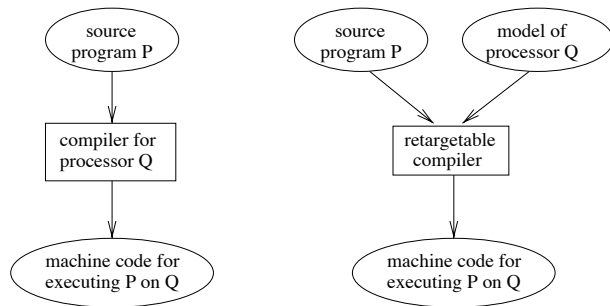 source
program P
compiler for
processor Q
machine code for
executing P on Q
source
program P
model of
processor Q
retargetable
compiler
machine code for
executing P on Q